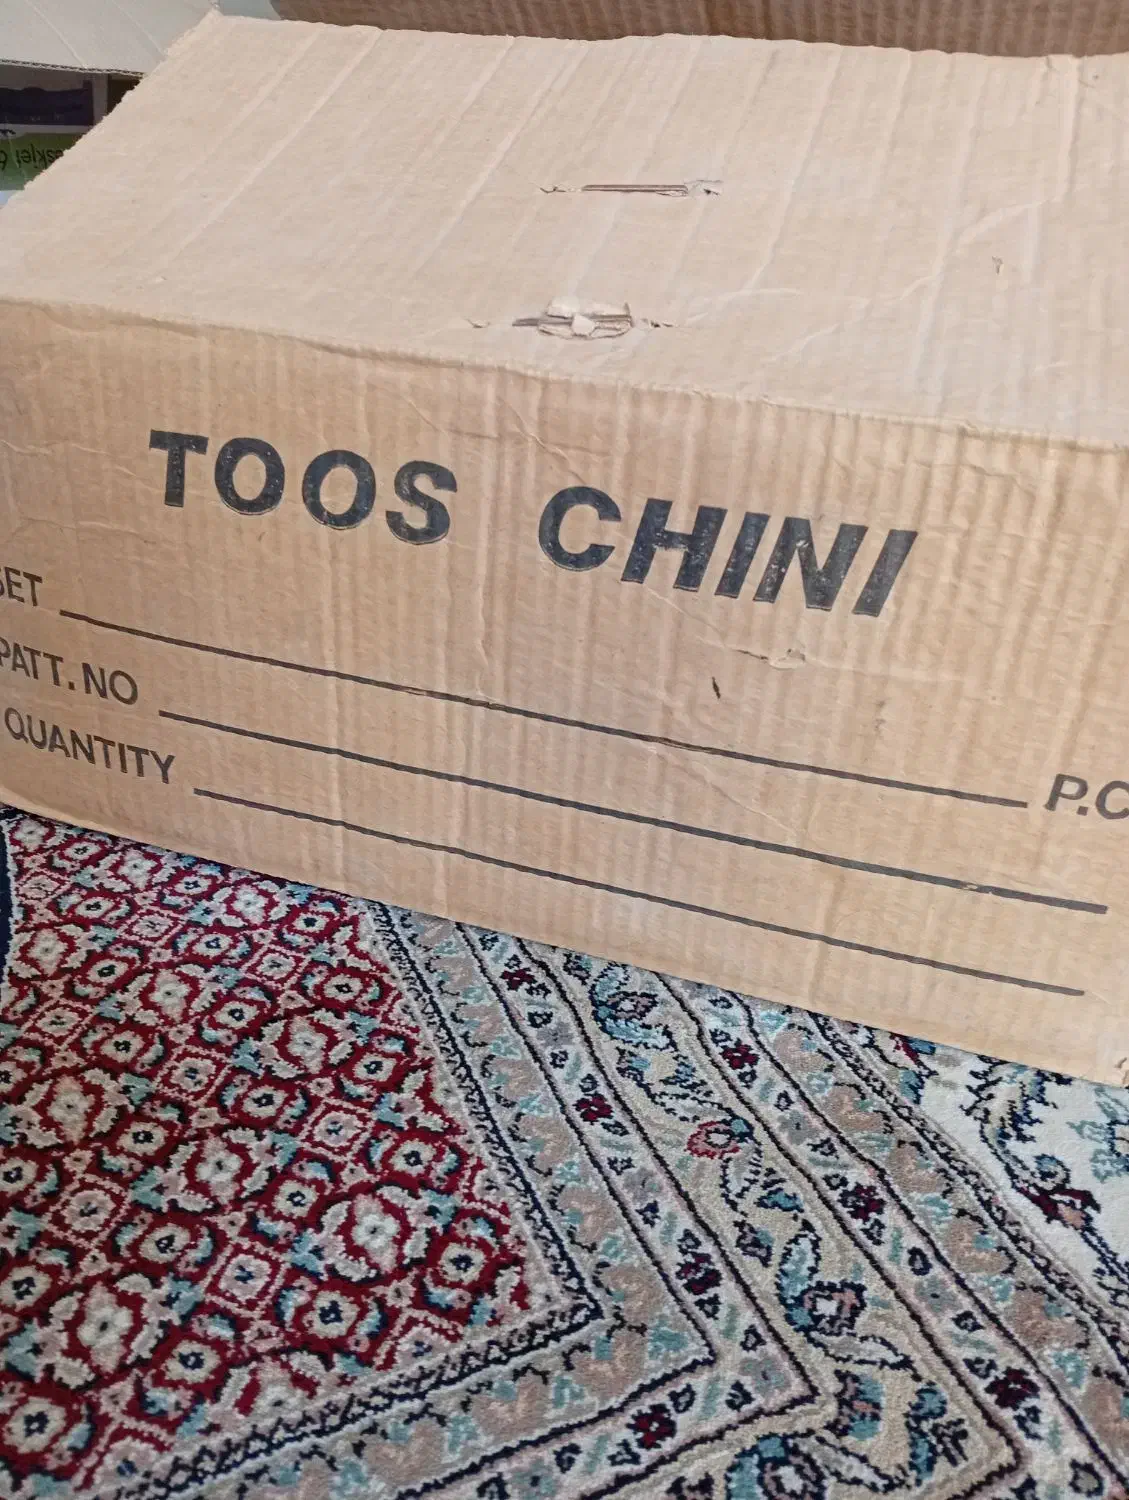 TOOS CHINI
SET P.C
PATT. NO
QUANTITY